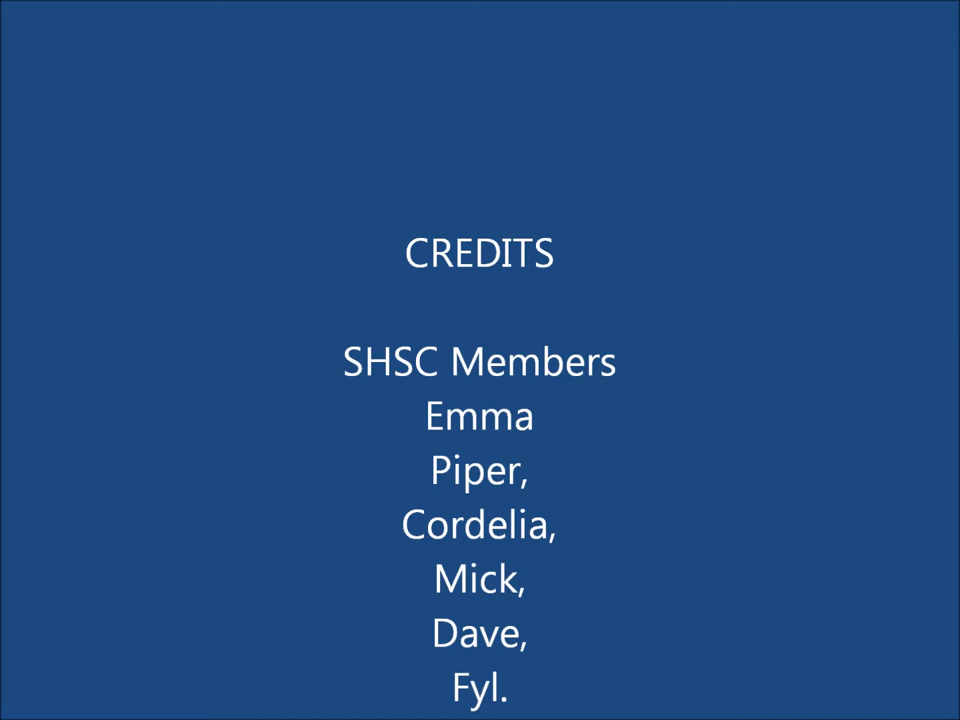 CREDITS
SHSC Members
Emma
Piper,
Cordelia,
Mick,
Dave,
Fyl.